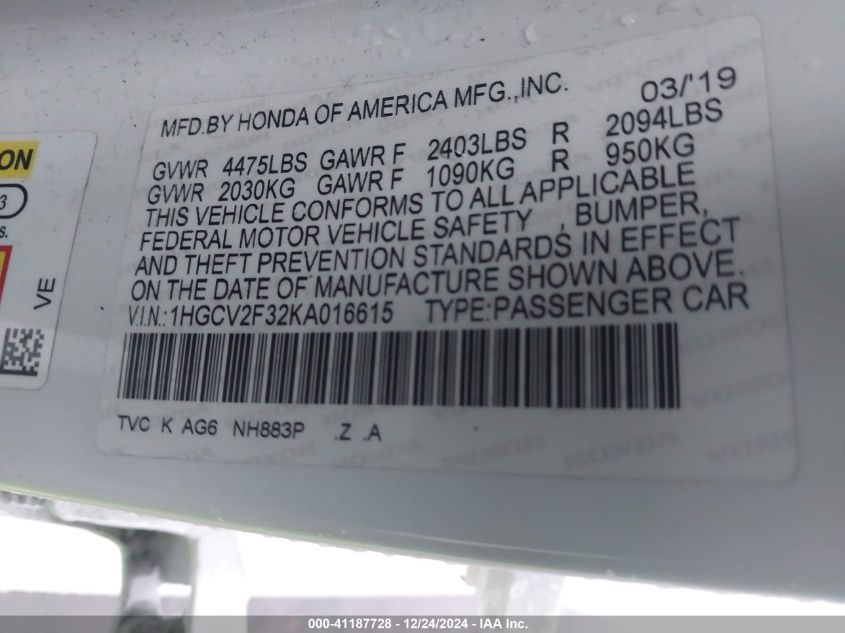 MFD.BY HONDA OF AMERICA MFG.,INC. 03/'19
GVWR 4475LBS GAWR F 2403LBS R 2094LBS
GVWR 2030KG GAWR F 1090KG R 950KG
THIS VEHICLE CONFORMS TO ALL APPLICABLE
FEDERAL MOTOR VEHICLE SAFETY , BUMPER,
AND THEFT PREVENTION STANDARDS IN EFFECT
ON THE DATE OF MANUFACTURE SHOWN ABOVE.
V.I.N.:1HGCV2F32KA016615 TYPE:PASSENGER CAR
TVC K AG6 NH883P .Z .A
ON
3
s.
VE
000-41187728 - 12/24/2024 - IAA Inc.